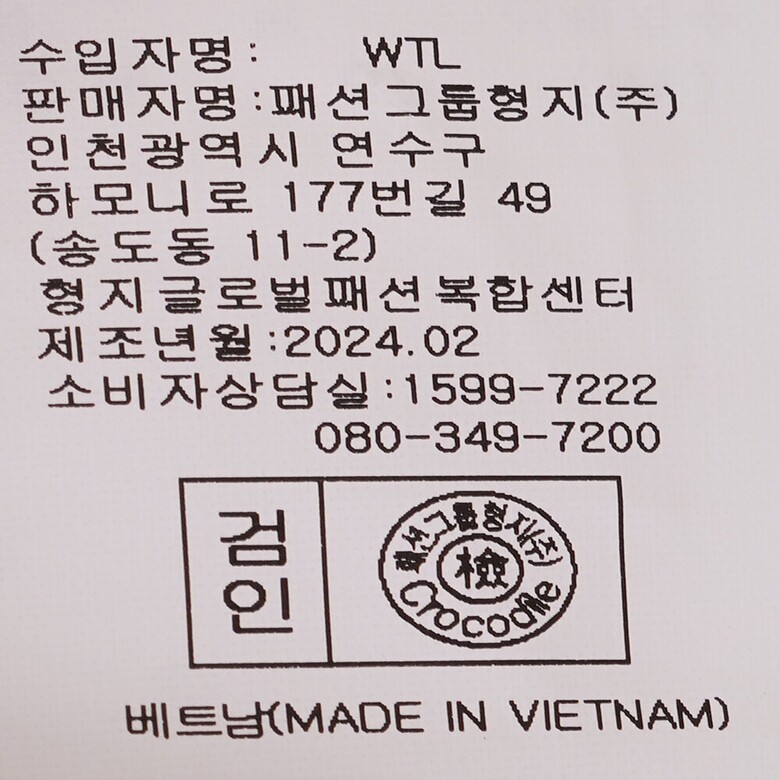 수입자명: WTL
판매자명:패션그룹형지(주)
인천광역시 연수구
하모니로 177번길 49
(송도동 11-2)
형지글로벌패션복합센터
제조년월:2024.02
소비자상담실:1599-7222
080-349-7200
검인
패션그룹형지(주)
檢
Crocodile
베트남(MADE IN VIETNAM)